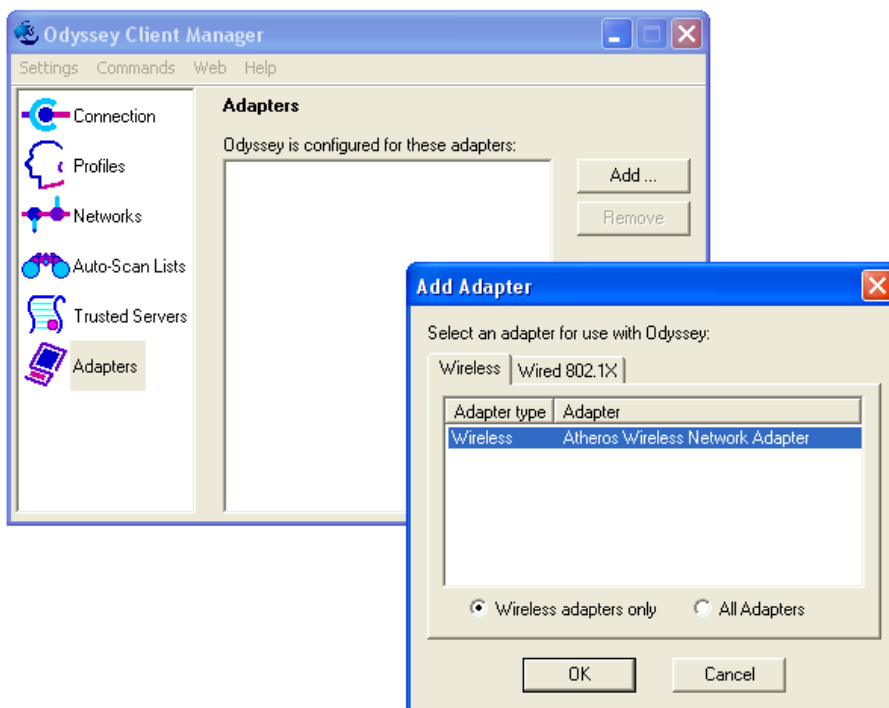 Odyssey Client Manager
Settings Commands Web Help
Connection
Profiles
Networks
Auto-Scan Lists
Trusted Servers
Adapters
Adapters
Odyssey is configured for these adapters:
Add ...
Remove
Add Adapter
Select an adapter for use with Odyssey:
Wireless Wired 802.1X
Adapter type Adapter
Wireless Atheros Wireless Network Adapter
Wireless adapters only All Adapters
OK Cancel